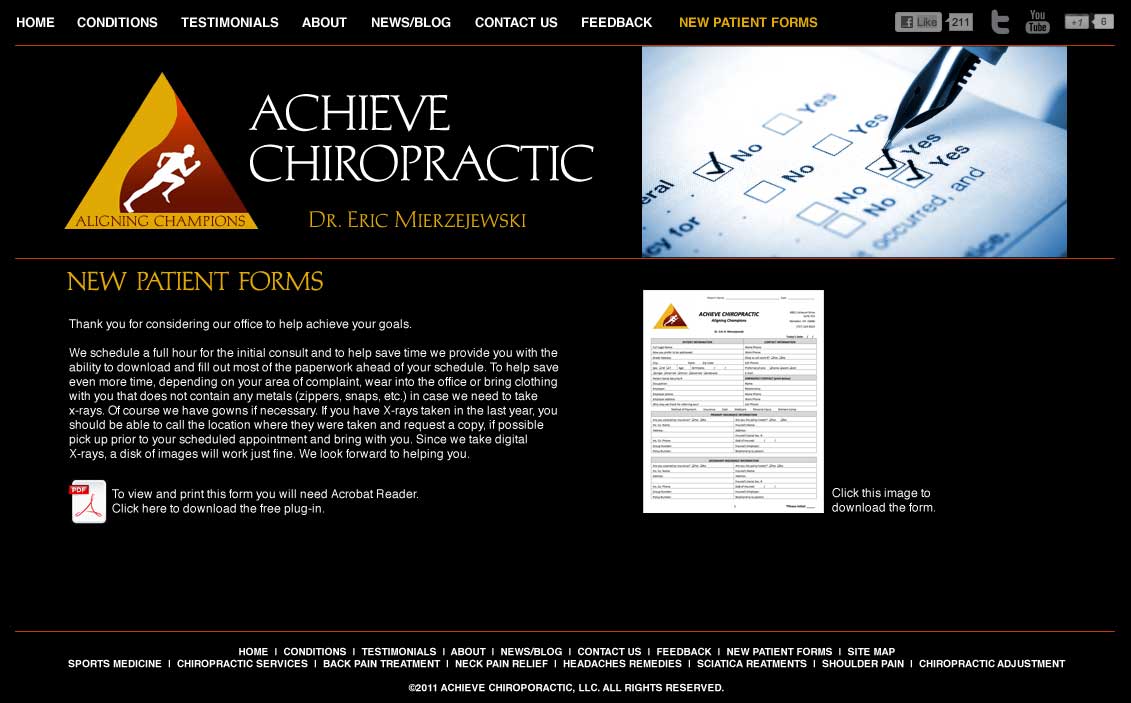 HOME CONDITIONS TESTIMONIALS ABOUT NEWS/BLOG CONTACT US FEEDBACK NEW PATIENT FORMS Like 211 You Tube +1 6
ACHIEVE
CHIROPRACTIC
ALIGNING CHAMPIONS
DR. ERIC MIERZEJEWSKI
Yes
No Yes
No Yes
No Yes
No
eral
cy for
t occurred, and
NEW PATIENT FORMS
Thank you for considering our office to help achieve your goals.
We schedule a full hour for the initial consult and to help save time we provide you with the
ability to download and fill out most of the paperwork ahead of your schedule. To help save
even more time, depending on your area of complaint, wear into the office or bring clothing
with you that does not contain any metals (zippers, snaps, etc.) in case we need to take
x-rays. Of course we have gowns if necessary. If you have X-rays taken in the last year, you
should be able to call the location where they were taken and request a copy, if possible
pick up prior to your scheduled appointment and bring with you. Since we take digital
X-rays, a disk of images will work just fine. We look forward to helping you.
PDF
To view and print this form you will need Acrobat Reader.
Click here to download the free plug-in.
ACHIEVE CHIROPRACTIC
Aligning Champions
PATIENT INFORMATION CONTACT INFORMATION
Click this image to
download the form.
HOME | CONDITIONS | TESTIMONIALS | ABOUT | NEWS/BLOG | CONTACT US | FEEDBACK | NEW PATIENT FORMS | SITE MAP
SPORTS MEDICINE | CHIROPRACTIC SERVICES | BACK PAIN TREATMENT | NECK PAIN RELIEF | HEADACHES REMEDIES | SCIATICA REATMENTS | SHOULDER PAIN | CHIROPRACTIC ADJUSTMENT
©2011 ACHIEVE CHIROPORACTIC, LLC. ALL RIGHTS RESERVED.